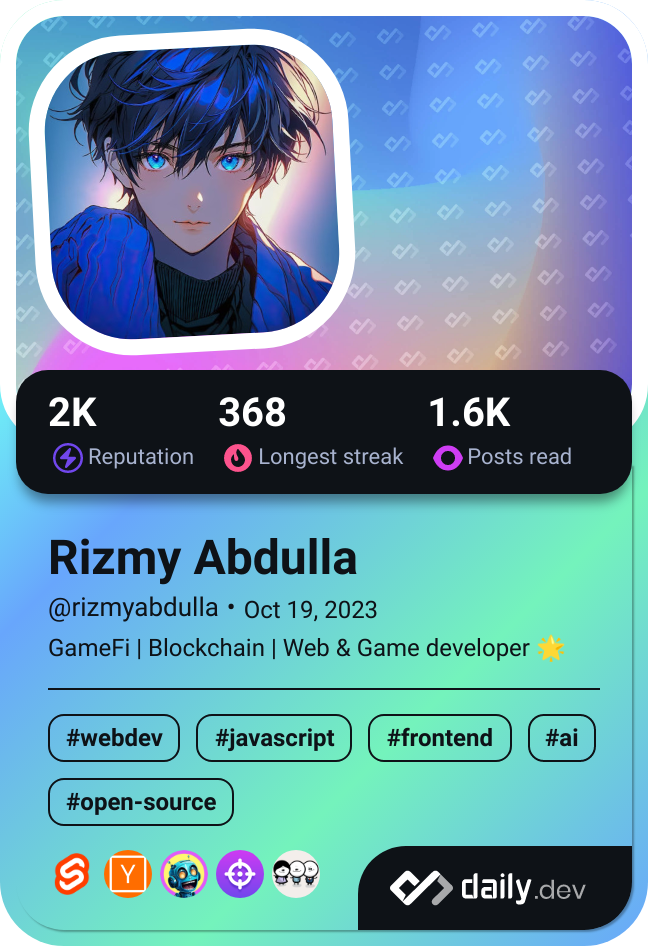 2K 368 1.6K
Reputation Longest streak Posts read
Rizmy Abdulla
@rizmyabdulla • Oct 19, 2023
GameFi | Blockchain | Web & Game developer 🌟
#webdev #javascript #frontend #ai
#open-source
Y
daily.dev